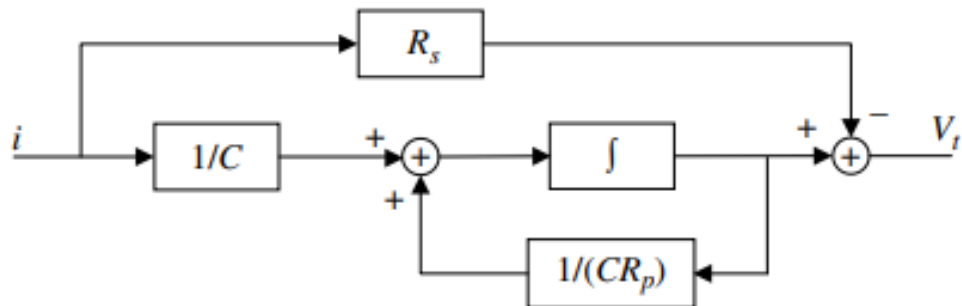 R_s
−
i
1/C
+
+
∫
+
+
V_t
+
1/(CR_p)